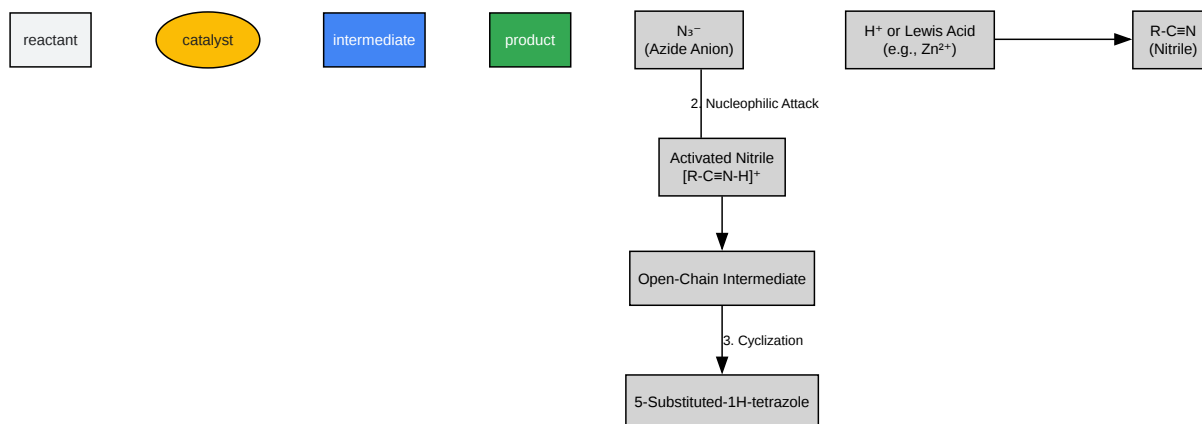 reactant
catalyst
intermediate
product
N₃⁻
(Azide Anion)
H⁺ or Lewis Acid
(e.g., Zn²⁺)
R-C≡N
(Nitrile)
2. Nucleophilic Attack
Activated Nitrile
[R-C≡N-H]⁺
Open-Chain Intermediate
3. Cyclization
5-Substituted-1H-tetrazole